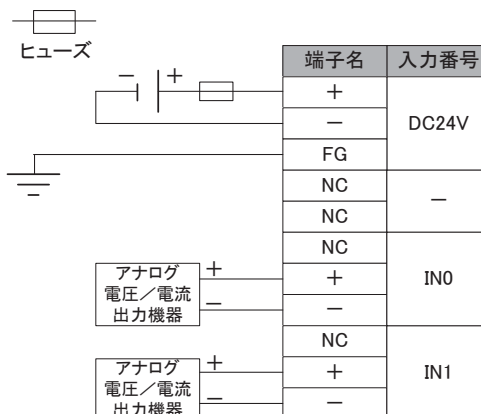 ヒューズ
端子名 入力番号
－ ＋
＋
－
DC24V
FG
NC
－
NC
NC
アナログ
電圧／電流
出力機器
＋
－
＋
－
IN0
NC
アナログ
電圧／電流
出力機器
＋
－
＋
－
IN1